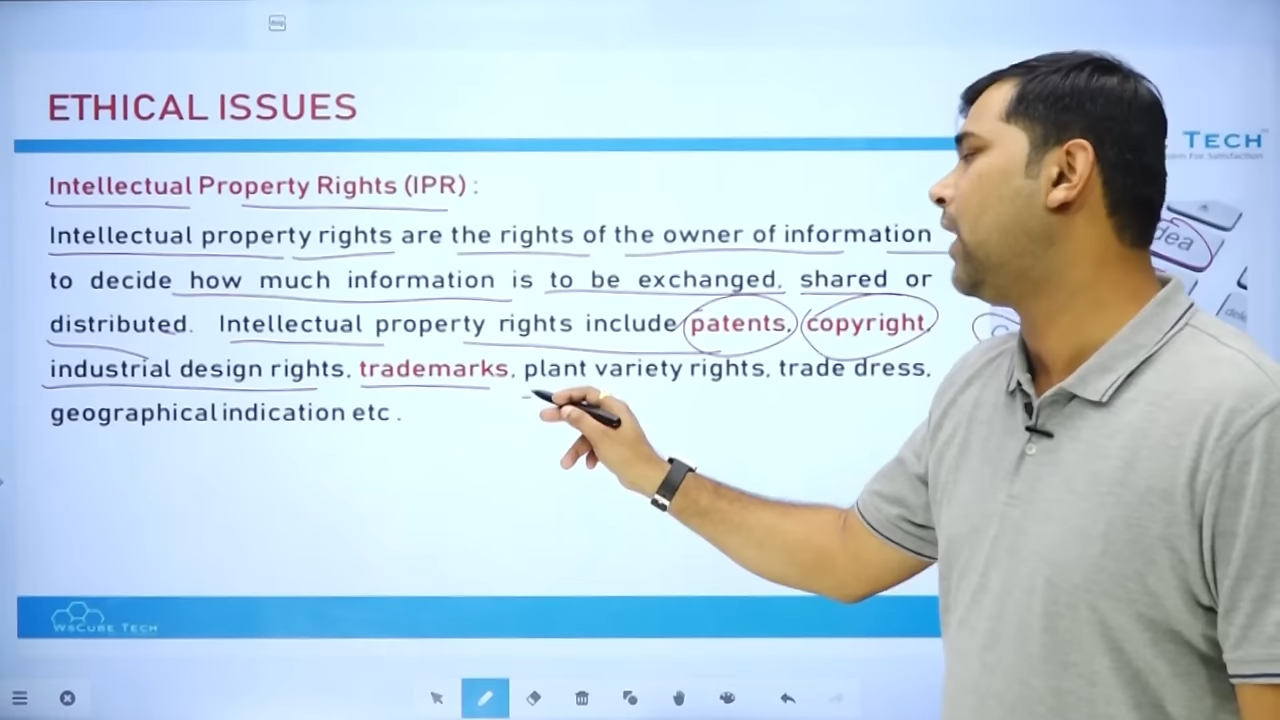 ETHICAL ISSUES
TECH
Intellectual Property Rights (IPR) :
Intellectual property rights are the rights of the owner of information
to decide how much information is to be exchanged, shared or
distributed. Intellectual property rights include patents, copyright,
industrial design rights, trademarks, plant variety rights, trade dress,
geographical indication etc .
dea
WSCUBE TECH